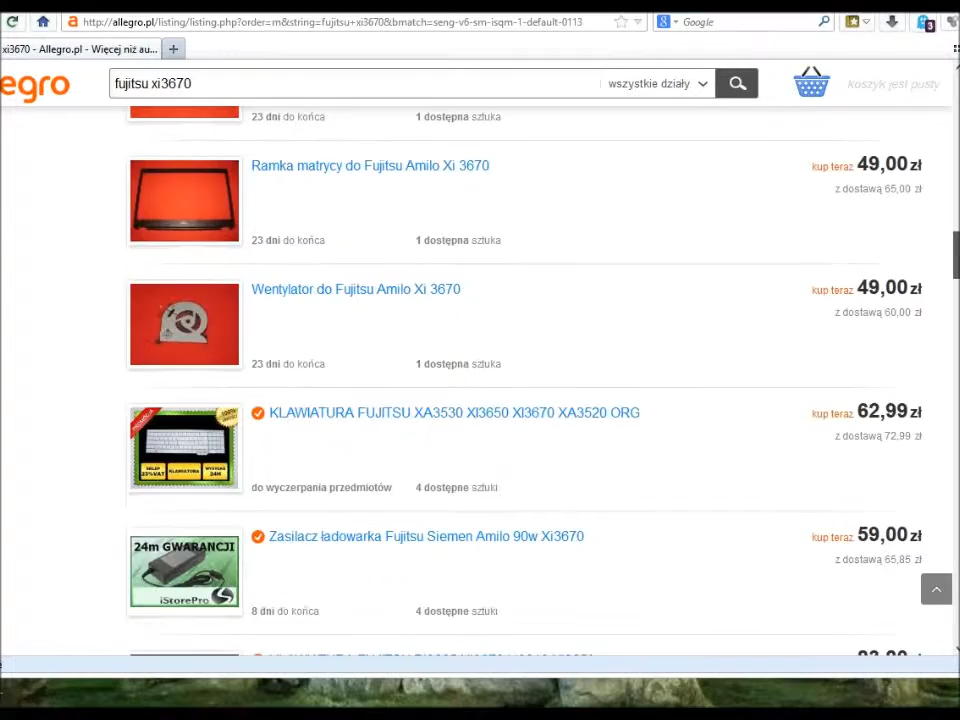 http://allegro.pl/listing/listing.php?order=m&string=fujitsu+xi3670&bmatch=seng-v6-sm-isqm-1-default-0113
Google
3
xi3670 - Allegro.pl - Więcej niż au...
egro
fujitsu xi3670
wszystkie działy
Koszyk jest pusty
23 dni do końca
1 dostępna sztuka
Ramka matrycy do Fujitsu Amilo Xi 3670
kup teraz 49,00 zł
z dostawą 65,00 zł
23 dni do końca
1 dostępna sztuka
Wentylator do Fujitsu Amilo Xi 3670
kup teraz 49,00 zł
z dostawą 60,00 zł
23 dni do końca
1 dostępna sztuka
KLAWIATURA FUJITSU XA3530 XI3650 XI3670 XA3520 ORG
kup teraz 62,99 zł
z dostawą 72,99 zł
KLAWIATURA
do wyczerpania przedmiotów
4 dostępne sztuki
Zasilacz ładowarka Fujitsu Siemen Amilo 90w Xi3670
kup teraz 59,00 zł
z dostawą 65,85 zł
24m GWARANCJI
iStorePro
8 dni do końca
4 dostępne sztuki